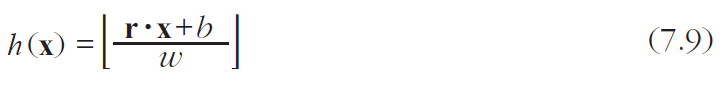 h(x) = ⌊(r·x+b)/w⌋ (7.9)